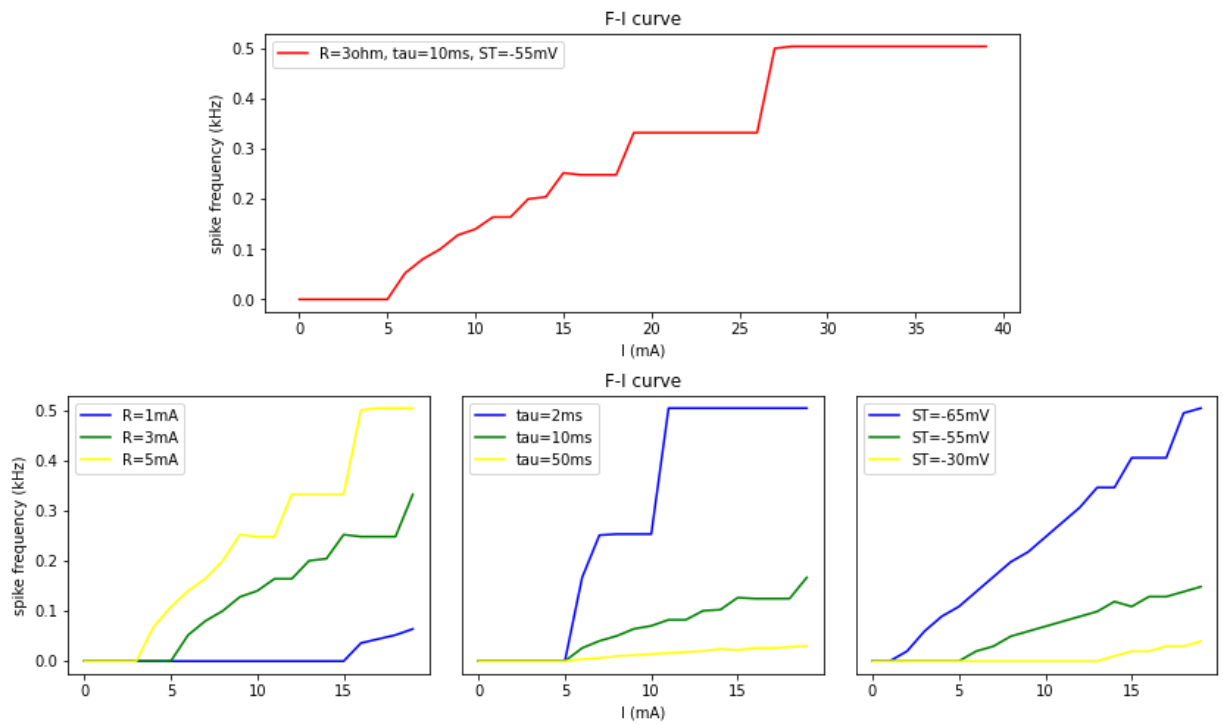 F-I curve
R=3ohm, tau=10ms, ST=-55mV
spike frequency (kHz)
0.5
0.4
0.3
0.2
0.1
0.0
0 5 10 15 20 25 30 35 40
I (mA)
F-I curve
spike frequency (kHz)
0.5
0.4
0.3
0.2
0.1
0.0
R=1mA
R=3mA
R=5mA
0 5 10 15
tau=2ms
tau=10ms
tau=50ms
0 5 10 15
I (mA)
ST=-65mV
ST=-55mV
ST=-30mV
0 5 10 15